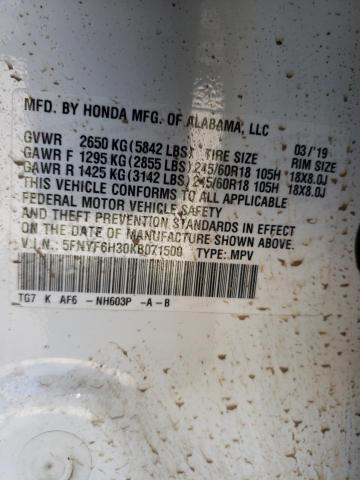 MFD. BY HONDA MFG. OF ALABAMA, LLC
03/'19
GVWR 2650 KG(5842 LBS) TIRE SIZE RIM SIZE
GAWR F 1295 KG(2855 LBS) 245/60R18 105H 18X8.0J
GAWR R 1425 KG(3142 LBS) 245/60R18 105H 18X8.0J
THIS VEHICLE CONFORMS TO ALL APPLICABLE
FEDERAL MOTOR VEHICLE SAFETY
AND THEFT PREVENTION STANDARDS IN EFFECT
ON THE DATE OF MANUFACTURE SHOWN ABOVE.
V.I.N.: 5FNYF6H30KB071500 TYPE: MPV
TG7 K AF6 -NH603P -A-B